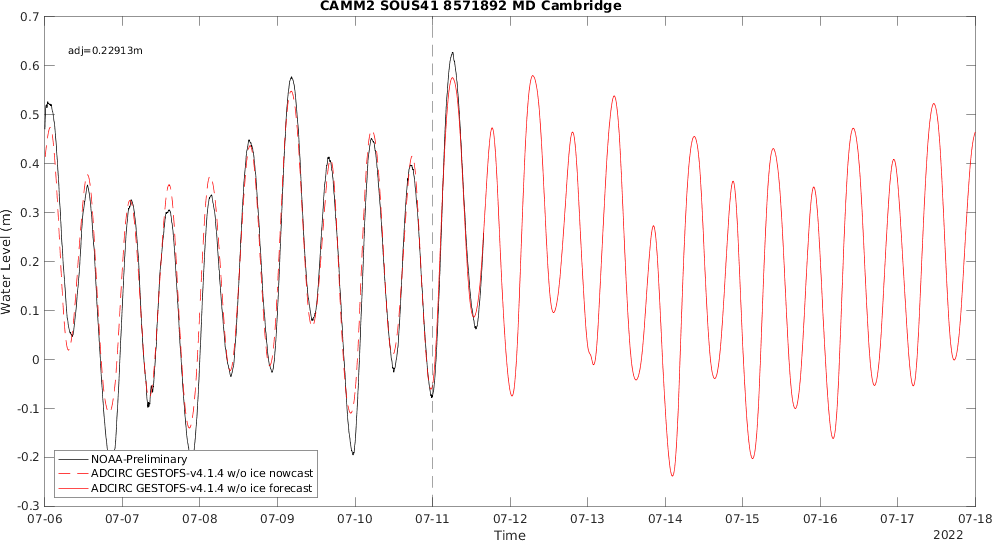 CAMM2 SOUS41 8571892 MD Cambridge
0.7
adj=0.22913m
0.6
0.5
0.4
0.3
0.2
0.1
0
-0.1
-0.2
-0.3
Water Level (m)
NOAA-Preliminary
ADCIRC GESTOFS-v4.1.4 w/o ice nowcast
ADCIRC GESTOFS-v4.1.4 w/o ice forecast
07-06 07-07 07-08 07-09 07-10 07-11 07-12 07-13 07-14 07-15 07-16 07-17 07-18
Time
2022